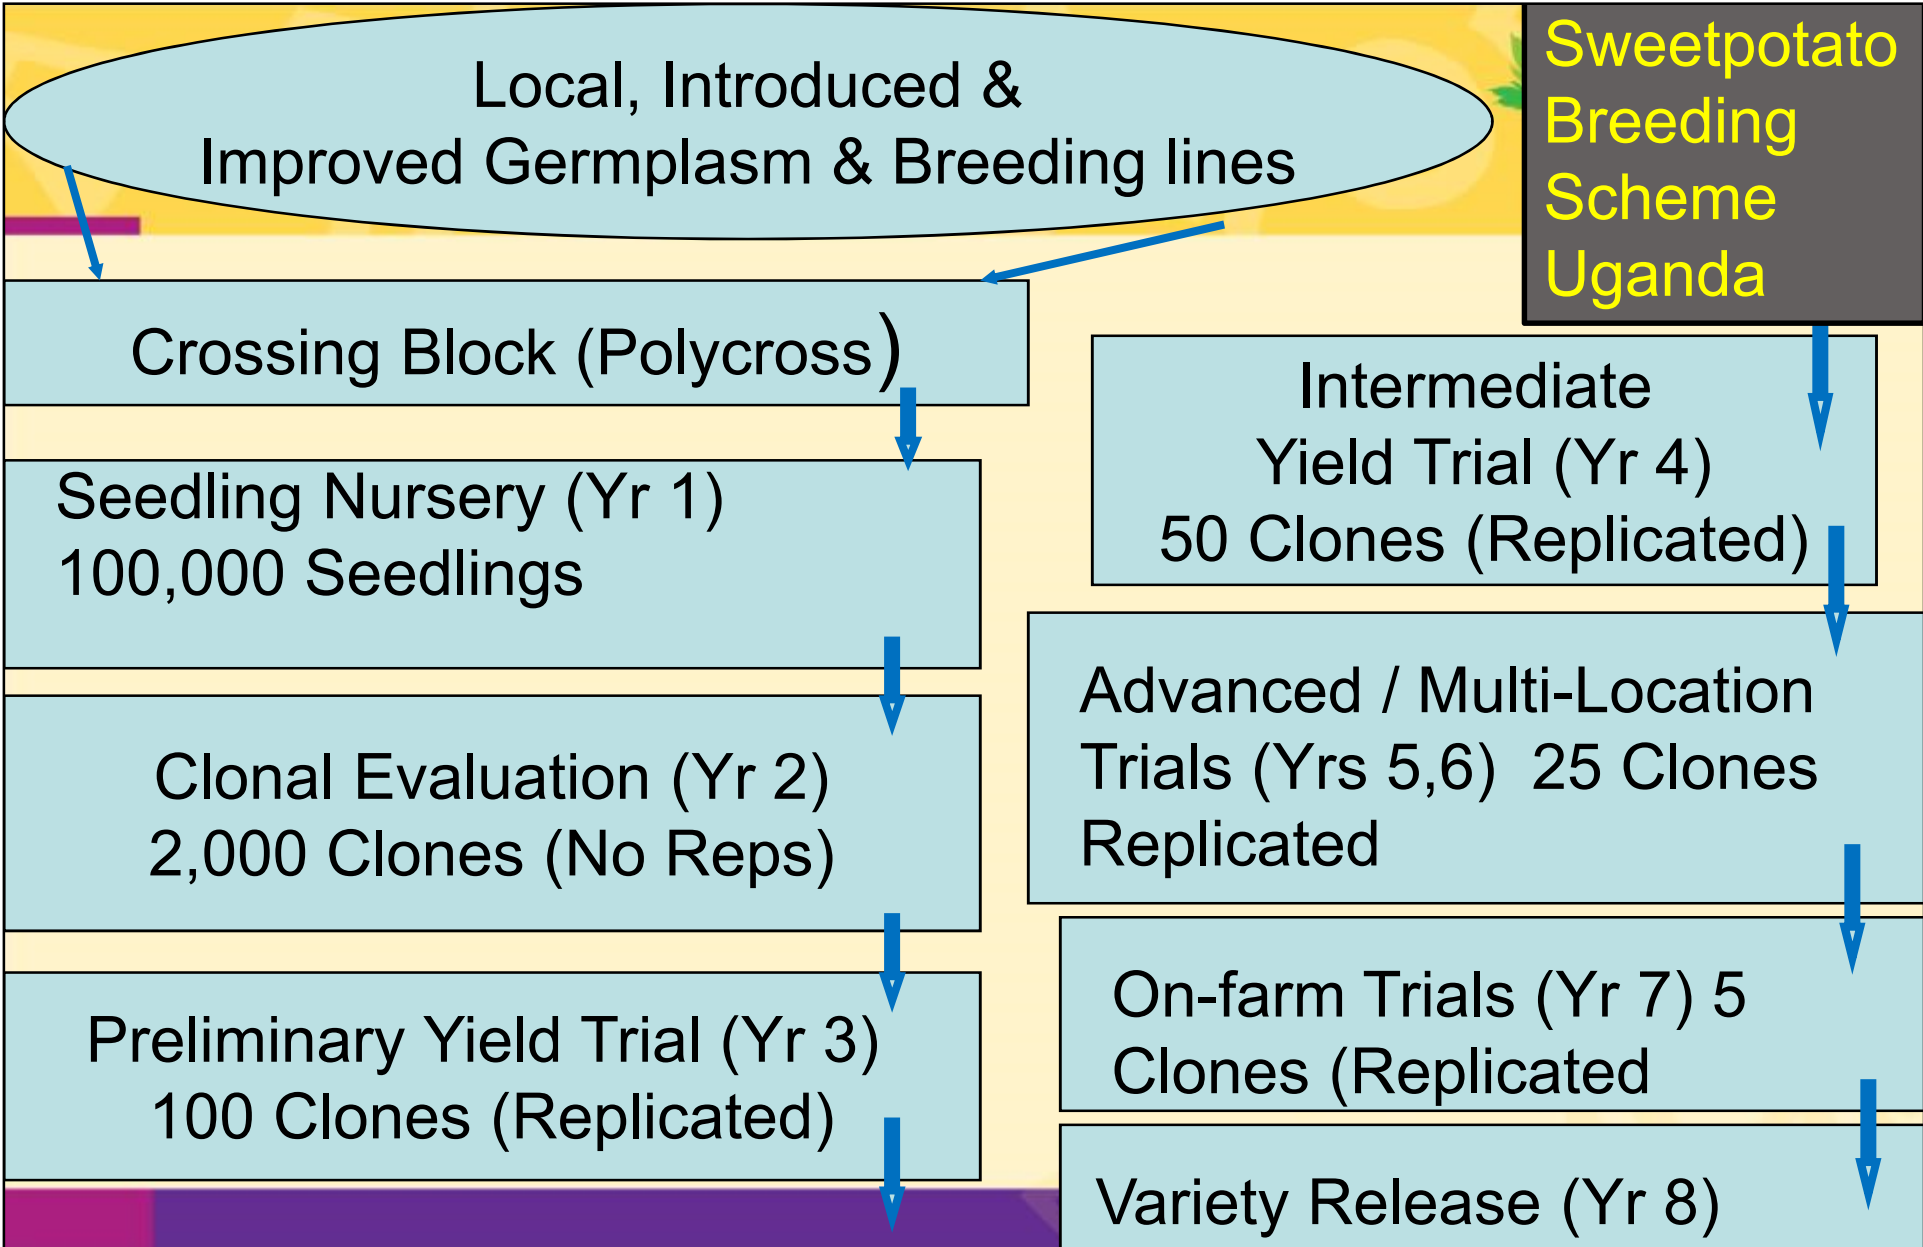 Local, Introduced &
Improved Germplasm & Breeding lines
Sweetpotato
Breeding
Scheme
Uganda
Crossing Block (Polycross)
Seedling Nursery (Yr 1)
100,000 Seedlings
Clonal Evaluation (Yr 2)
2,000 Clones (No Reps)
Preliminary Yield Trial (Yr 3)
100 Clones (Replicated)
Intermediate
Yield Trial (Yr 4)
50 Clones (Replicated)
Advanced / Multi-Location
Trials (Yrs 5,6) 25 Clones
Replicated
On-farm Trials (Yr 7) 5
Clones (Replicated
Variety Release (Yr 8)